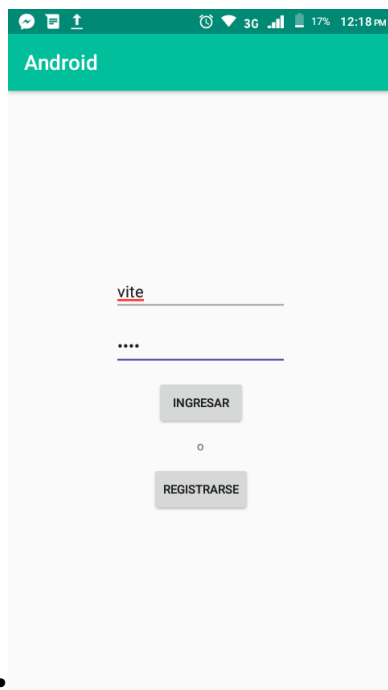 3G 17% 12:18 PM
Android
vite
••••
INGRESAR
o
REGISTRARSE